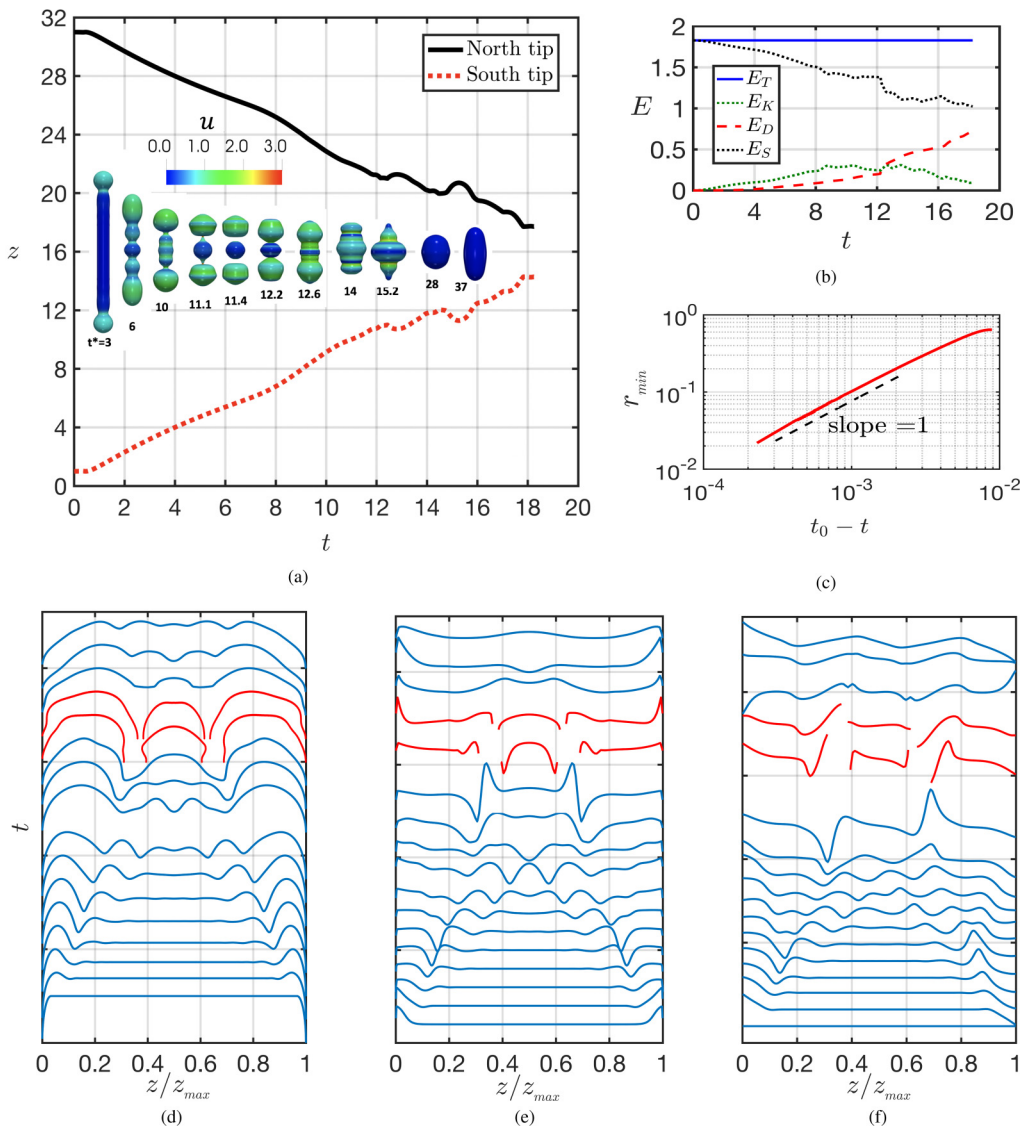 32
28
24
20
16
12
8
4
0
z
North tip
South tip
u
0.0 1.0 2.0 3.0
t*=3
6
10
11.1
11.4
12.2
12.6
14
15.2
28
37
0 2 4 6 8 10 12 14 16 18 20
t
(a)
2
1.5
1
0.5
0
E
E_T
E_K
E_D
E_S
0 4 8 12 16 20
t
(b)
10^0
10^-1
10^-2
r_min
slope =1
10^-4 10^-3 10^-2
t_0 − t
(c)
t
0 0.2 0.4 0.6 0.8 1
z/z_max
(d)
0 0.2 0.4 0.6 0.8 1
z/z_max
(e)
0 0.2 0.4 0.6 0.8 1
z/z_max
(f)